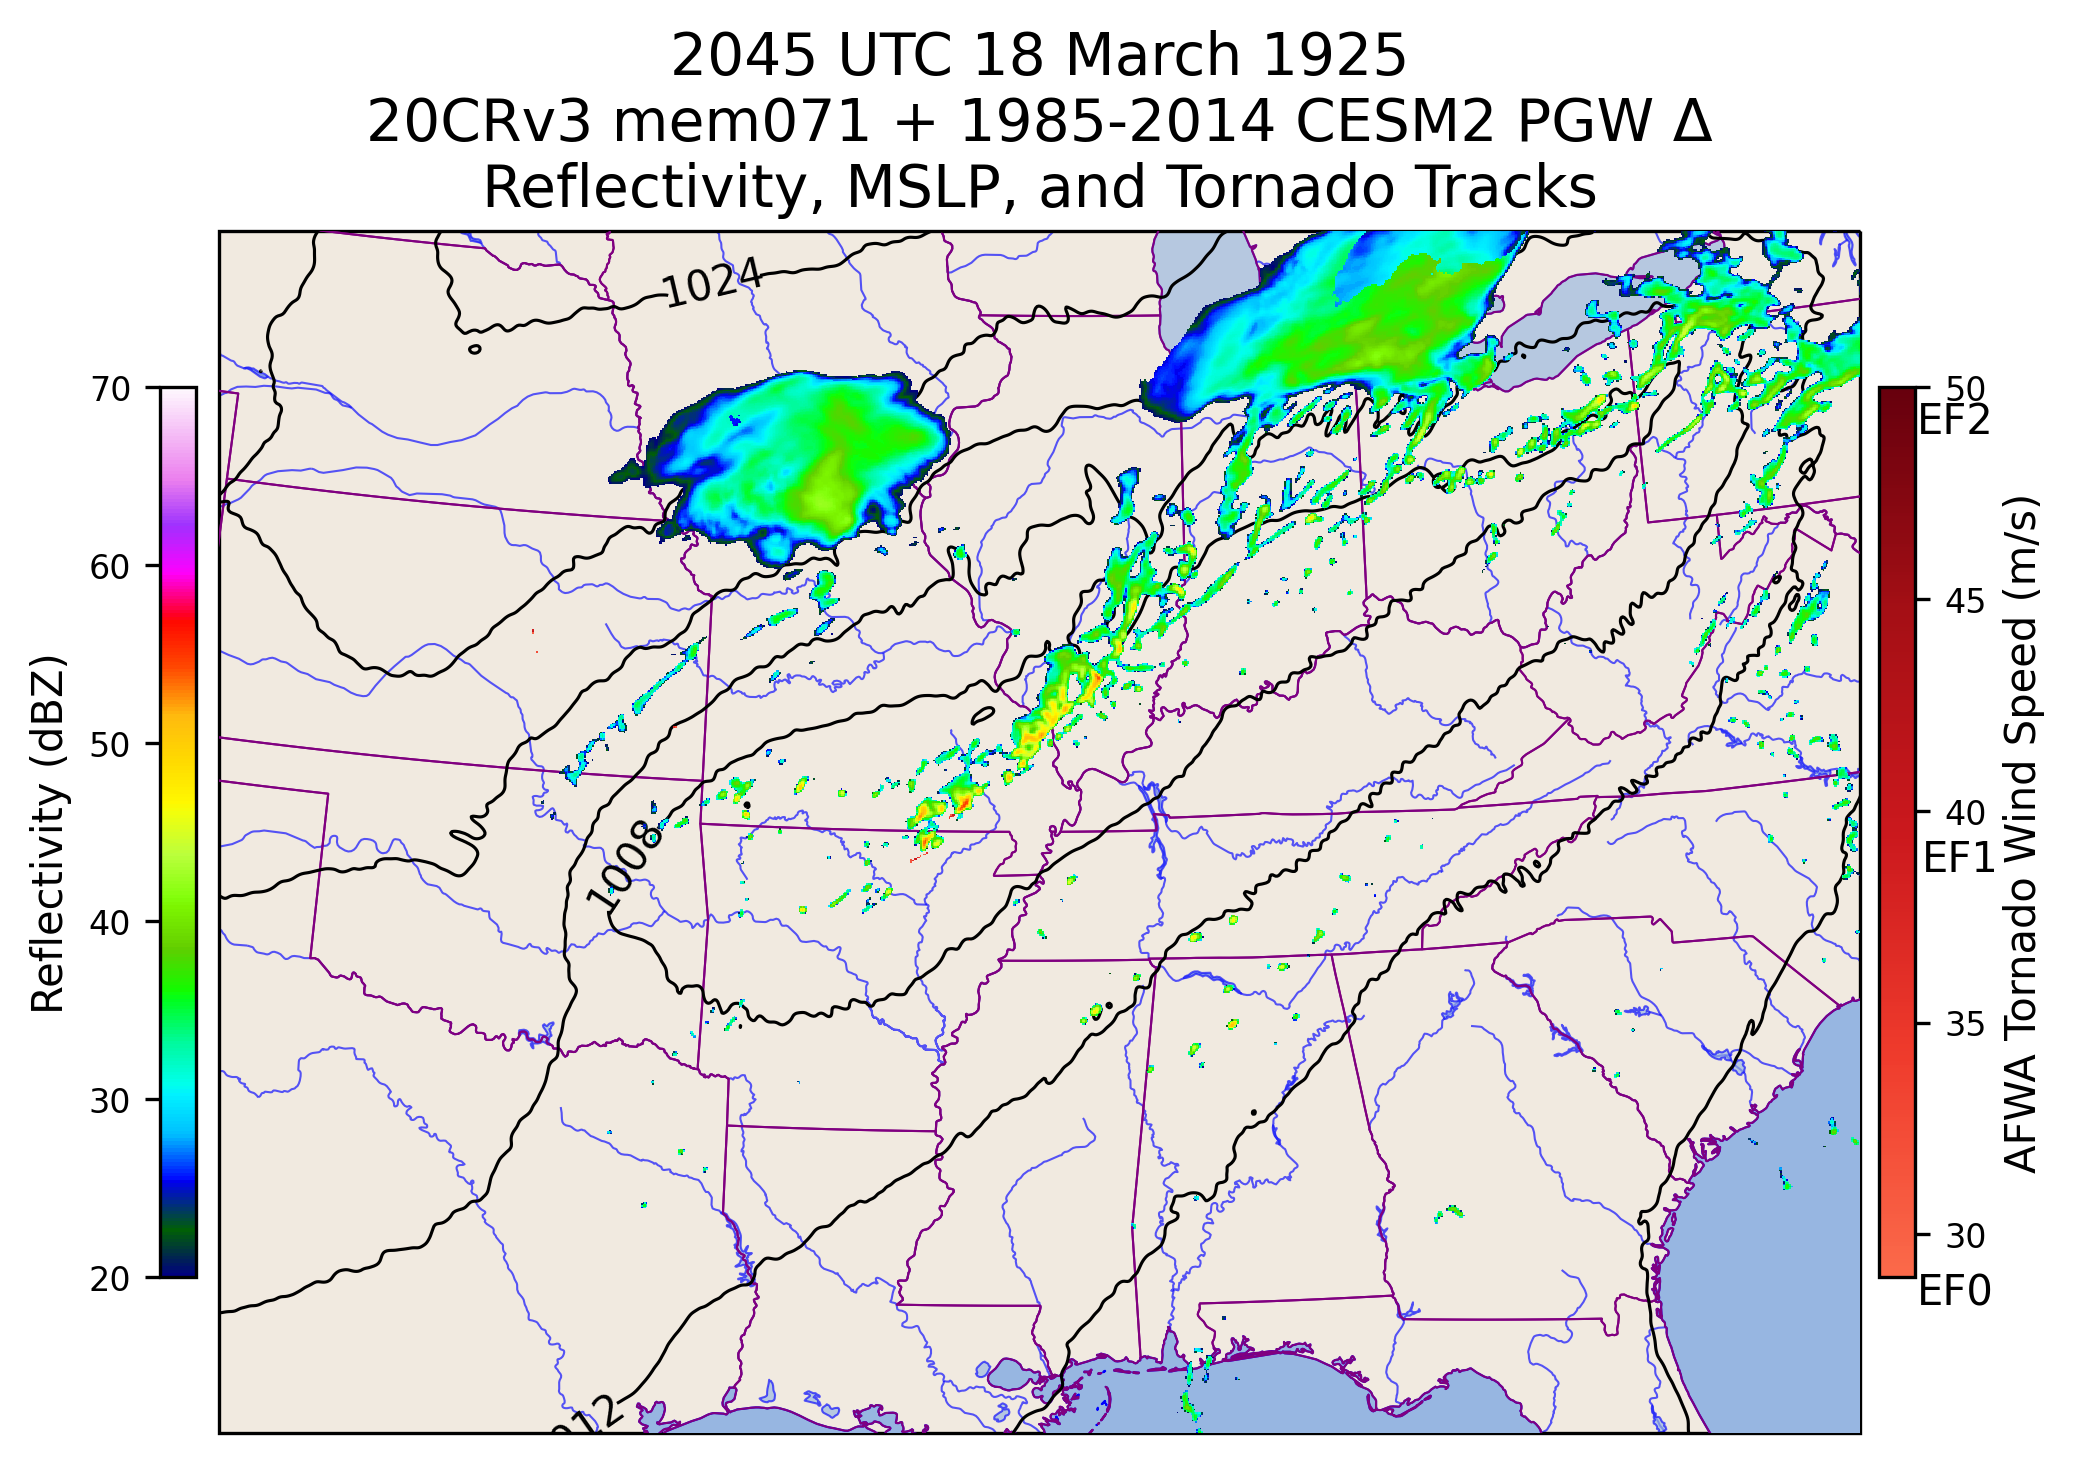 2045 UTC 18 March 1925
20CRv3 mem071 + 1985-2014 CESM2 PGW Δ
Reflectivity, MSLP, and Tornado Tracks
1024
1008
012
70
60
50
40
30
20
Reflectivity (dBZ)
50
EF2
45
40
EF1
35
30
EF0
AFWA Tornado Wind Speed (m/s)